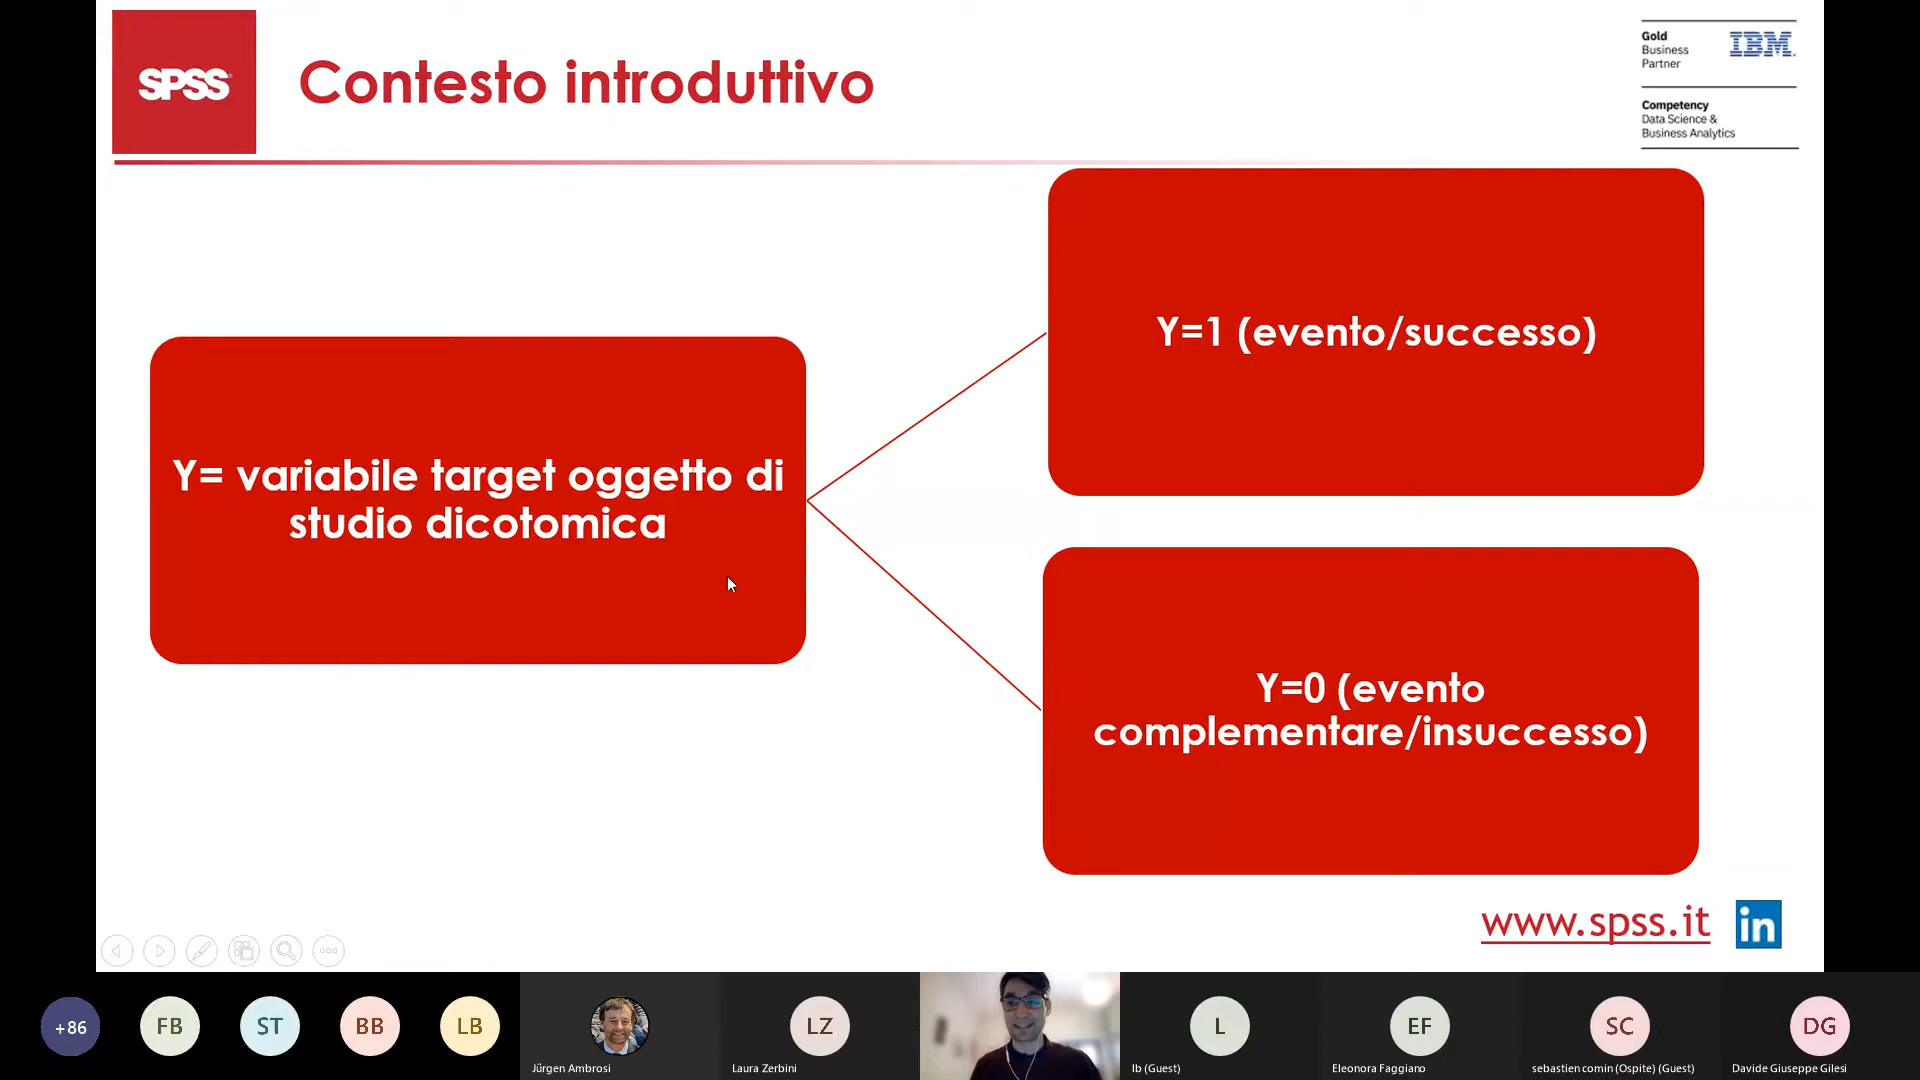 SPSS
Contesto introduttivo
Gold
Business
Partner
IBM
Competency
Data Science &
Business Analytics
Y=1 (evento/successo)
Y= variabile target oggetto di
studio dicotomica
Y=0 (evento
complementare/insuccesso)
www.spss.it
in
+86
FB
ST
BB
LB
Jürgen Ambrosi
LZ
Laura Zerbini
L
lb (Guest)
EF
Eleonora Faggiano
SC
sebastien comin (Ospite) (Guest)
DG
Davide Giuseppe Gilesi